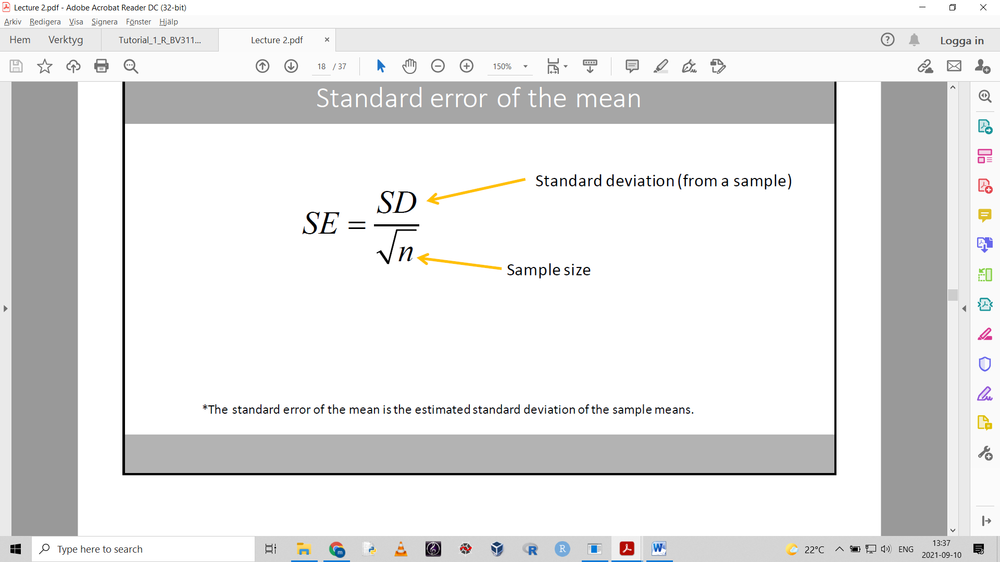 Lecture 2.pdf - Adobe Acrobat Reader DC (32-bit)
Arkiv Redigera Visa Signera Fönster Hjälp
Hem Verktyg Tutorial_1_R_BV311... Lecture 2.pdf × Logga in
18 / 37 150%
Standard error of the mean
Standard deviation (from a sample)
SE = SD / √n
Sample size
*The standard error of the mean is the estimated standard deviation of the sample means.
Type here to search
22°C ENG 13:37
2021-09-10